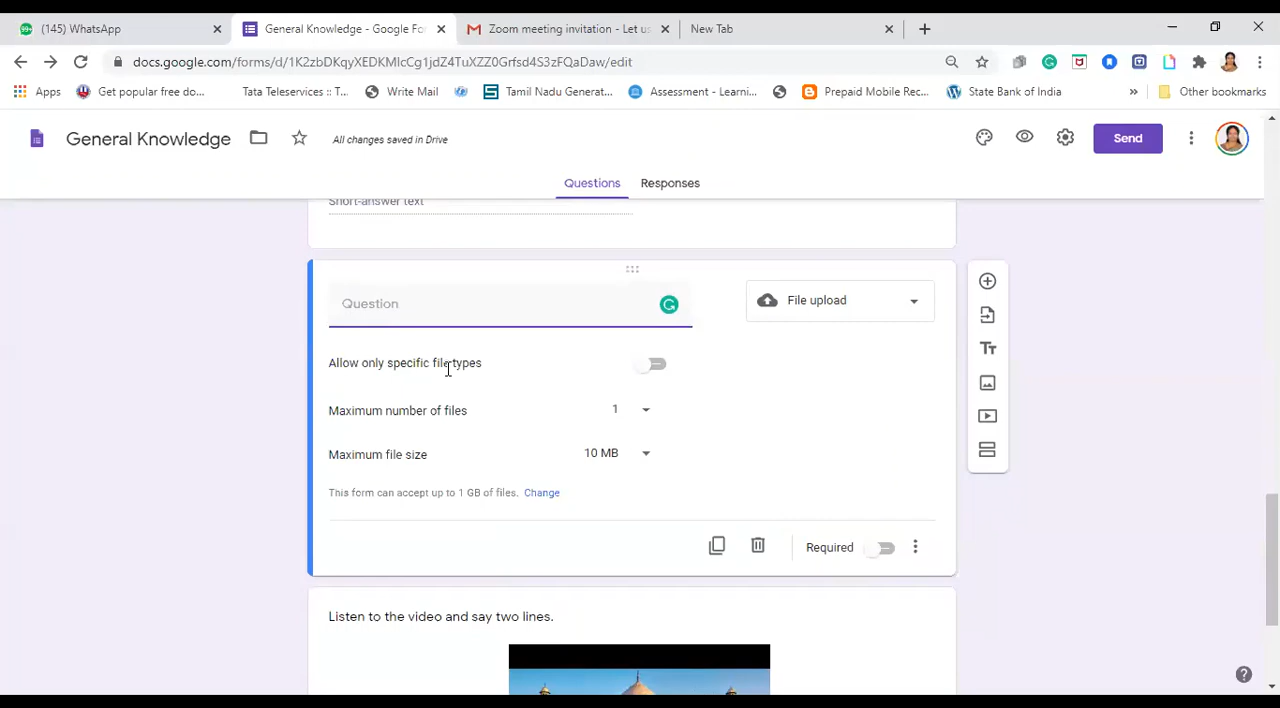 99+ (145) WhatsApp
General Knowledge - Google Fo
Zoom meeting invitation - Let us
New Tab
docs.google.com/forms/d/
/edit
Apps
Get popular free do...
Tata Teleservices :: T...
Write Mail
Tamil Nadu Generat...
Assessment - Learni...
Prepaid Mobile Rec...
State Bank of India
»
Other bookmarks
General Knowledge
All changes saved in Drive
Send
Questions
Responses
Short-answer text
Question
File upload
Allow only specific file types
Maximum number of files
1
Maximum file size
10 MB
This form can accept up to 1 GB of files. Change
Required
Listen to the video and say two lines.